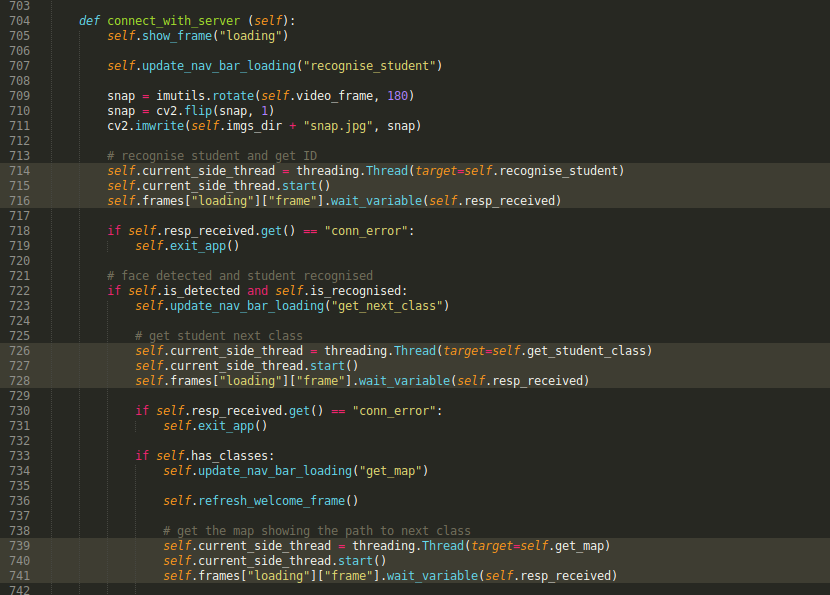 703
704 def connect_with_server (self):
705 self.show_frame("loading")
706
707 self.update_nav_bar_loading("recognise_student")
708
709 snap = imutils.rotate(self.video_frame, 180)
710 snap = cv2.flip(snap, 1)
711 cv2.imwrite(self.imgs_dir + "snap.jpg", snap)
712
713 # recognise student and get ID
714 self.current_side_thread = threading.Thread(target=self.recognise_student)
715 self.current_side_thread.start()
716 self.frames["loading"]["frame"].wait_variable(self.resp_received)
717
718 if self.resp_received.get() == "conn_error":
719 self.exit_app()
720
721 # face detected and student recognised
722 if self.is_detected and self.is_recognised:
723 self.update_nav_bar_loading("get_next_class")
724
725 # get student next class
726 self.current_side_thread = threading.Thread(target=self.get_student_class)
727 self.current_side_thread.start()
728 self.frames["loading"]["frame"].wait_variable(self.resp_received)
729
730 if self.resp_received.get() == "conn_error":
731 self.exit_app()
732
733 if self.has_classes:
734 self.update_nav_bar_loading("get_map")
735
736 self.refresh_welcome_frame()
737
738 # get the map showing the path to next class
739 self.current_side_thread = threading.Thread(target=self.get_map)
740 self.current_side_thread.start()
741 self.frames["loading"]["frame"].wait_variable(self.resp_received)
742